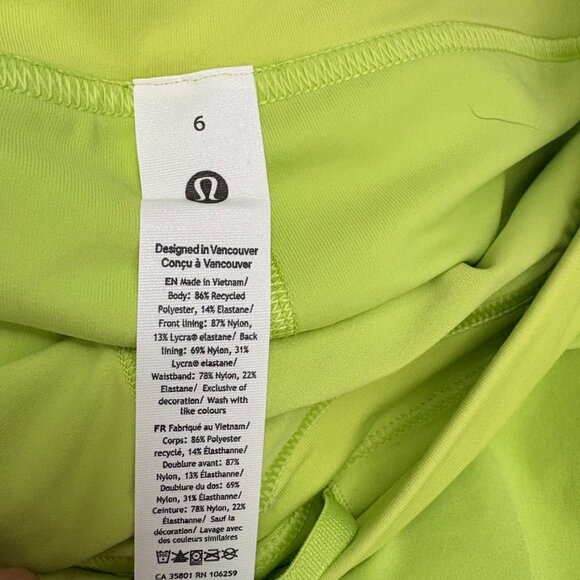 6
Designed in Vancouver
Conçu à Vancouver
EN Made in Vietnam/
Body: 86% Recycled
Polyester, 14% Elastane/
Front lining: 87% Nylon,
13% Lycra® elastane/ Back
lining: 69% Nylon, 31%
Lycra® elastane/
Waistband: 78% Nylon, 22%
Elastane/ Exclusive of
decoration/ Wash with
like colours
FR Fabriqué au Vietnam/
Corps: 86% Polyester
recyclé, 14% Élasthanne/
Doublure avant: 87%
Nylon, 13% Élasthanne/
Doublure du dos: 69%
Nylon, 31% Élasthanne/
Ceinture: 78% Nylon, 22%
Élasthanne/ Sauf la
décoration/ Lavage avec
des couleurs similaires
CA 35801 RN 106259